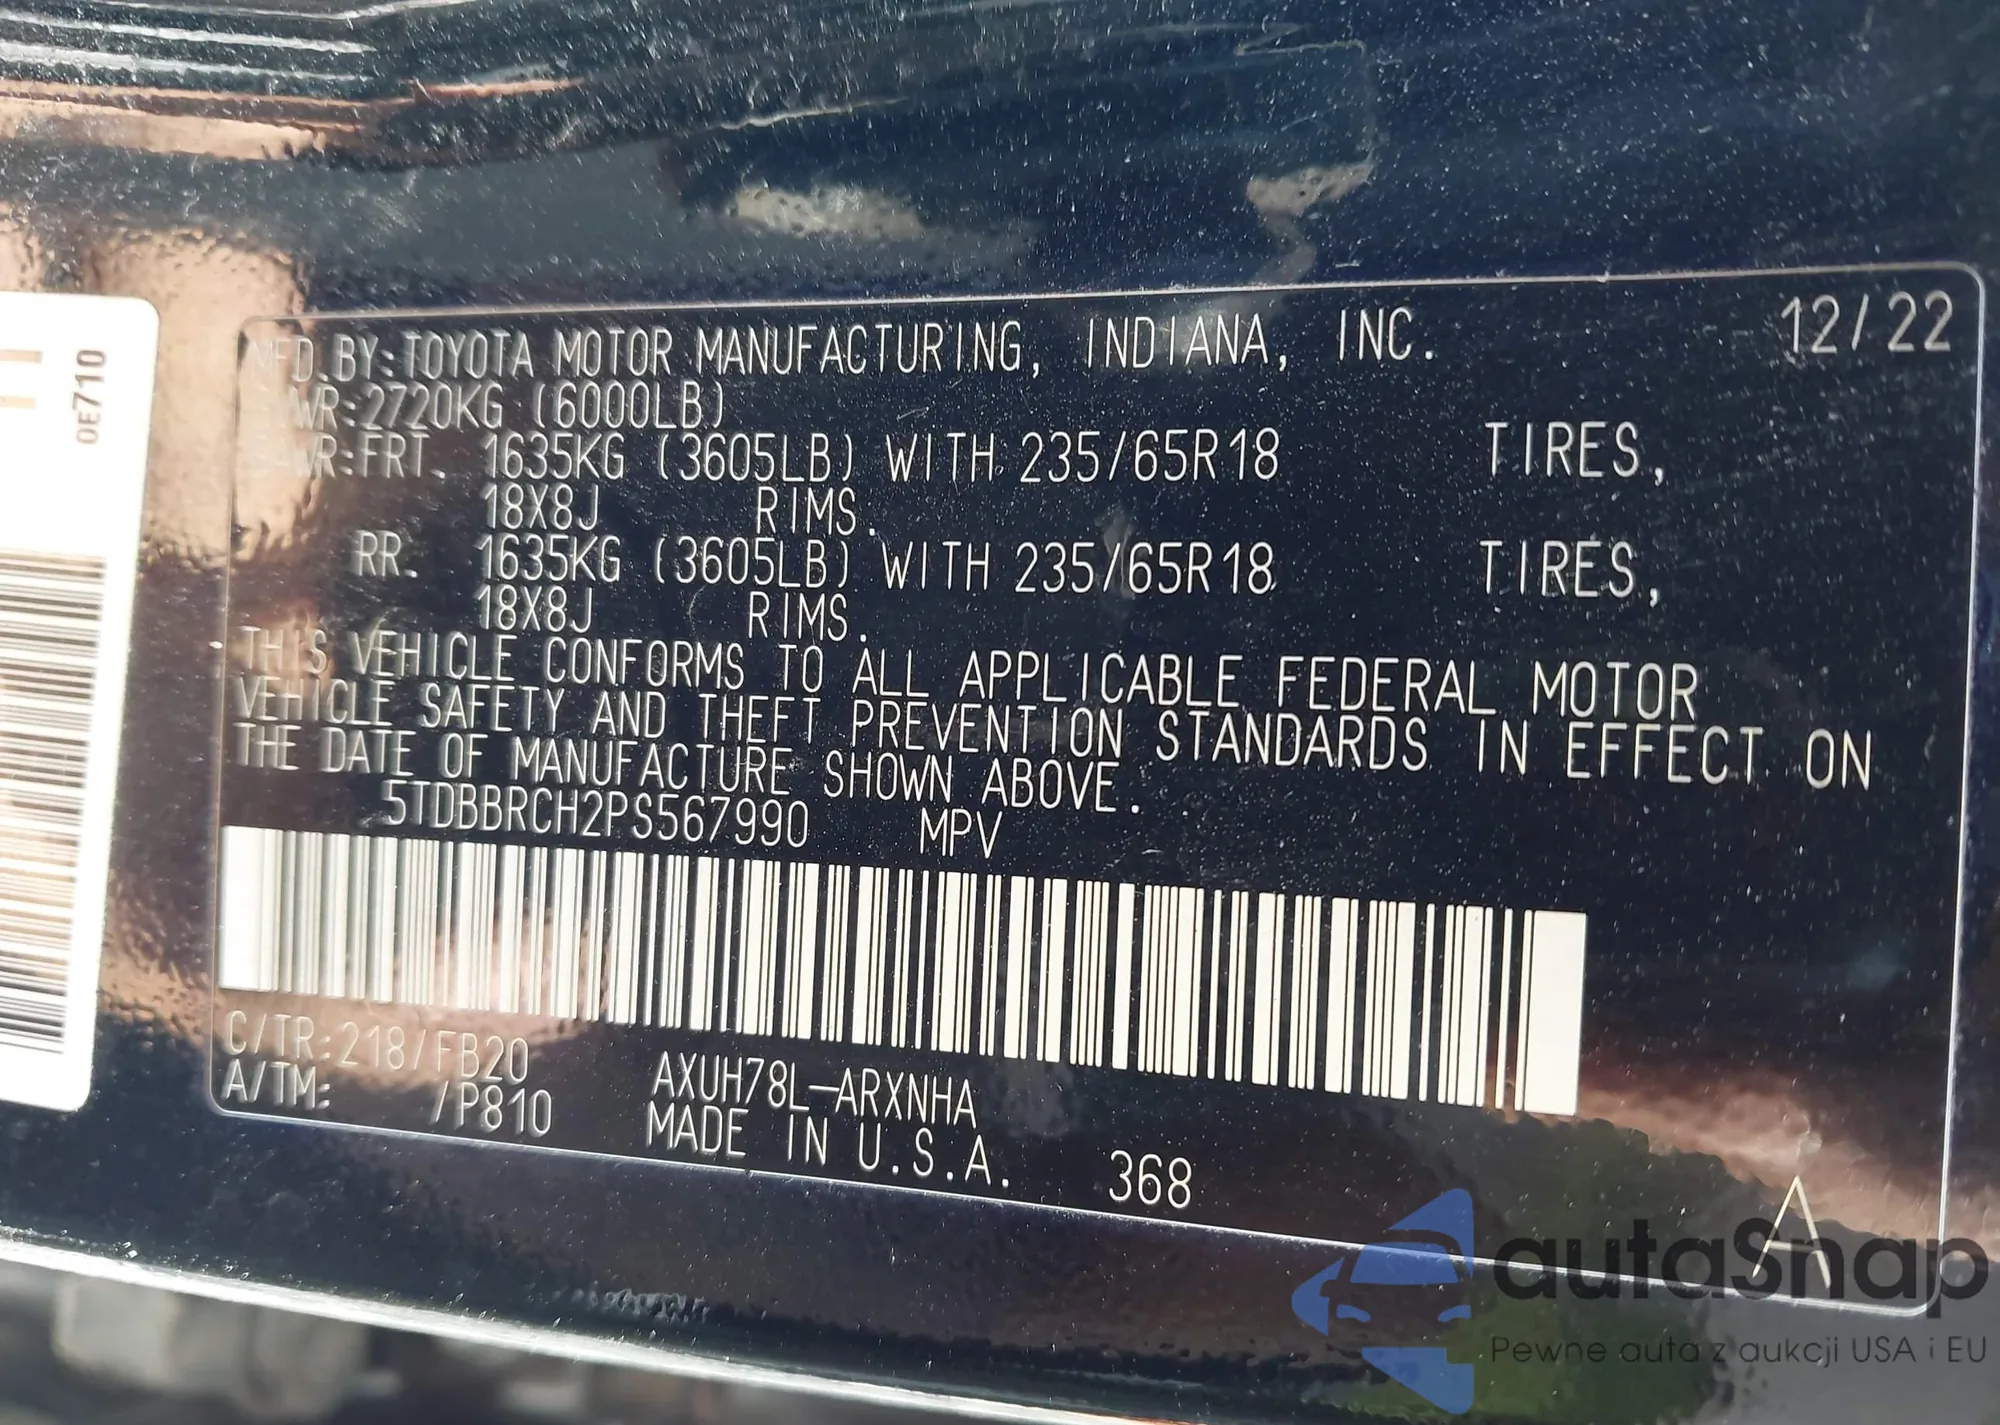 OE710
MFD.BY:TOYOTA MOTOR MANUFACTURING, INDIANA, INC. 12/22
GVWR:2720KG (6000LB)
GAWR:FRT. 1635KG (3605LB) WITH 235/65R18 TIRES,
18X8J RIMS.
RR. 1635KG (3605LB) WITH 235/65R18 TIRES,
18X8J RIMS.
THIS VEHICLE CONFORMS TO ALL APPLICABLE FEDERAL MOTOR
VEHICLE SAFETY AND THEFT PREVENTION STANDARDS IN EFFECT ON
THE DATE OF MANUFACTURE SHOWN ABOVE.
5TDBBRCH2PS567990 MPV
C/TR:218/FB20
A/TM: /P810
AXUH78L-ARXNHA
MADE IN U.S.A. 368
A
autaSnap
Pewne auta z aukcji USA i EU